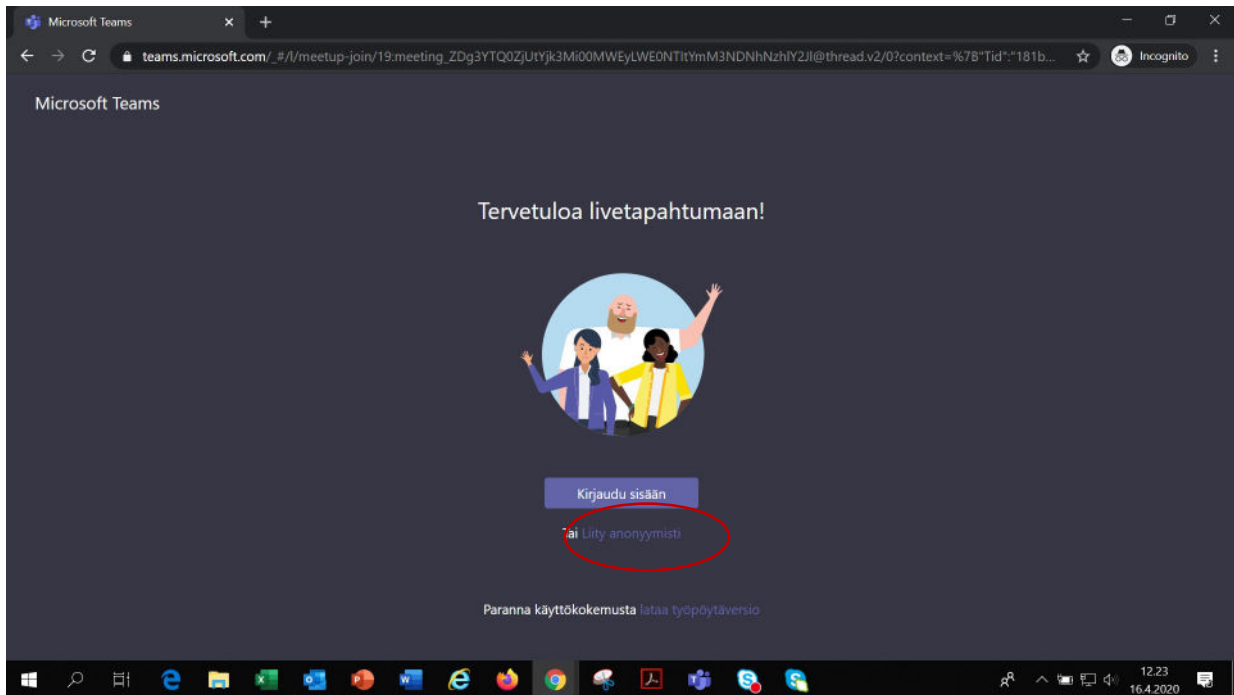 Microsoft Teams
teams.microsoft.com/_#/l/meetup-join/19:meeting_ZDg3YTQ0ZjUtYjk3Mi00MWEyLWE0NTItYmM3NDNhNzhlY2Jl@thread.v2/0?context=%7B"Tid":"181b...
Incognito
Microsoft Teams
Tervetuloa livetapahtumaan!
Kirjaudu sisään
Tai Liity anonyymisti
Paranna käyttökokemusta lataa työpöytäversio
12.23
16.4.2020